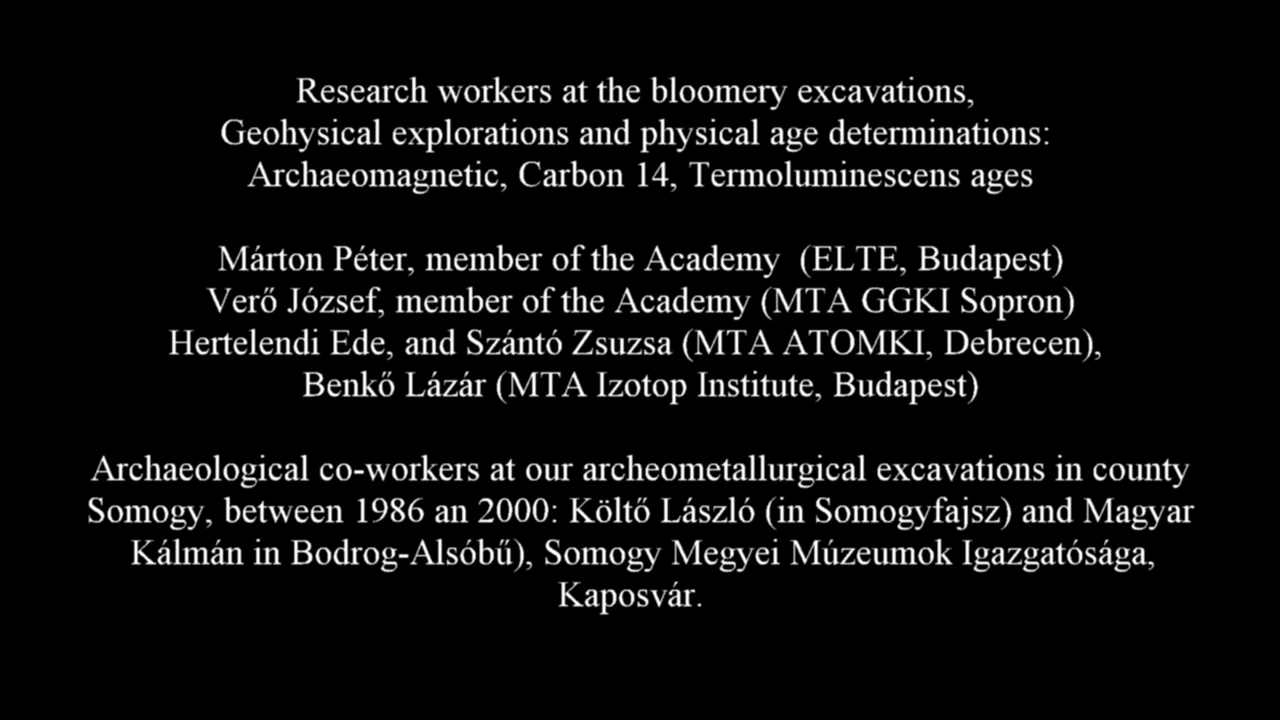 Research workers at the bloomery excavations,
Geohysical explorations and physical age determinations:
Archaeomagnetic, Carbon 14, Termoluminescens ages
Márton Péter, member of the Academy (ELTE, Budapest)
Verő József, member of the Academy (MTA GGKI Sopron)
Hertelendi Ede, and Szántó Zsuzsa (MTA ATOMKI, Debrecen),
Benkő Lázár (MTA Izotop Institute, Budapest)
Archaeological co-workers at our archeometallurgical excavations in county
Somogy, between 1986 an 2000: Költő László (in Somogyfajsz) and Magyar
Kálmán in Bodrog-Alsóbű), Somogy Megyei Múzeumok Igazgatósága,
Kaposvár.